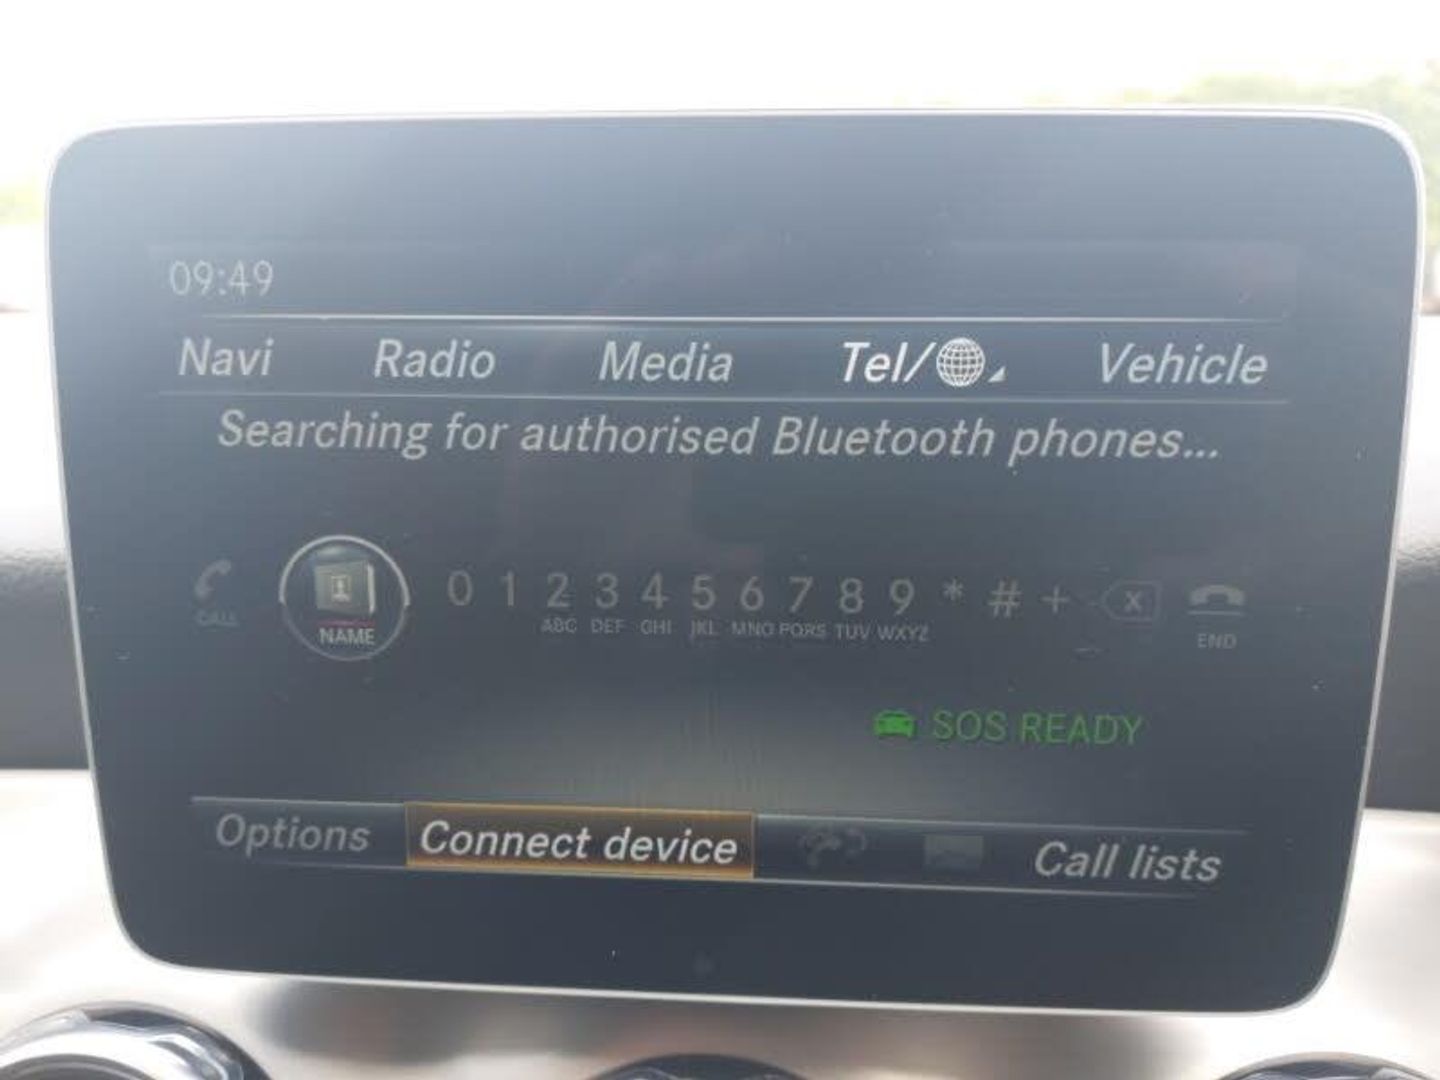 09:49
Navi Radio Media Tel/ Vehicle
Searching for authorised Bluetooth phones...
CALL NAME 0 1 2 3 4 5 6 7 8 9 * # + X END
ABC DEF GHI JKL MNO PQRS TUV WXYZ
SOS READY
Options Connect device Call lists